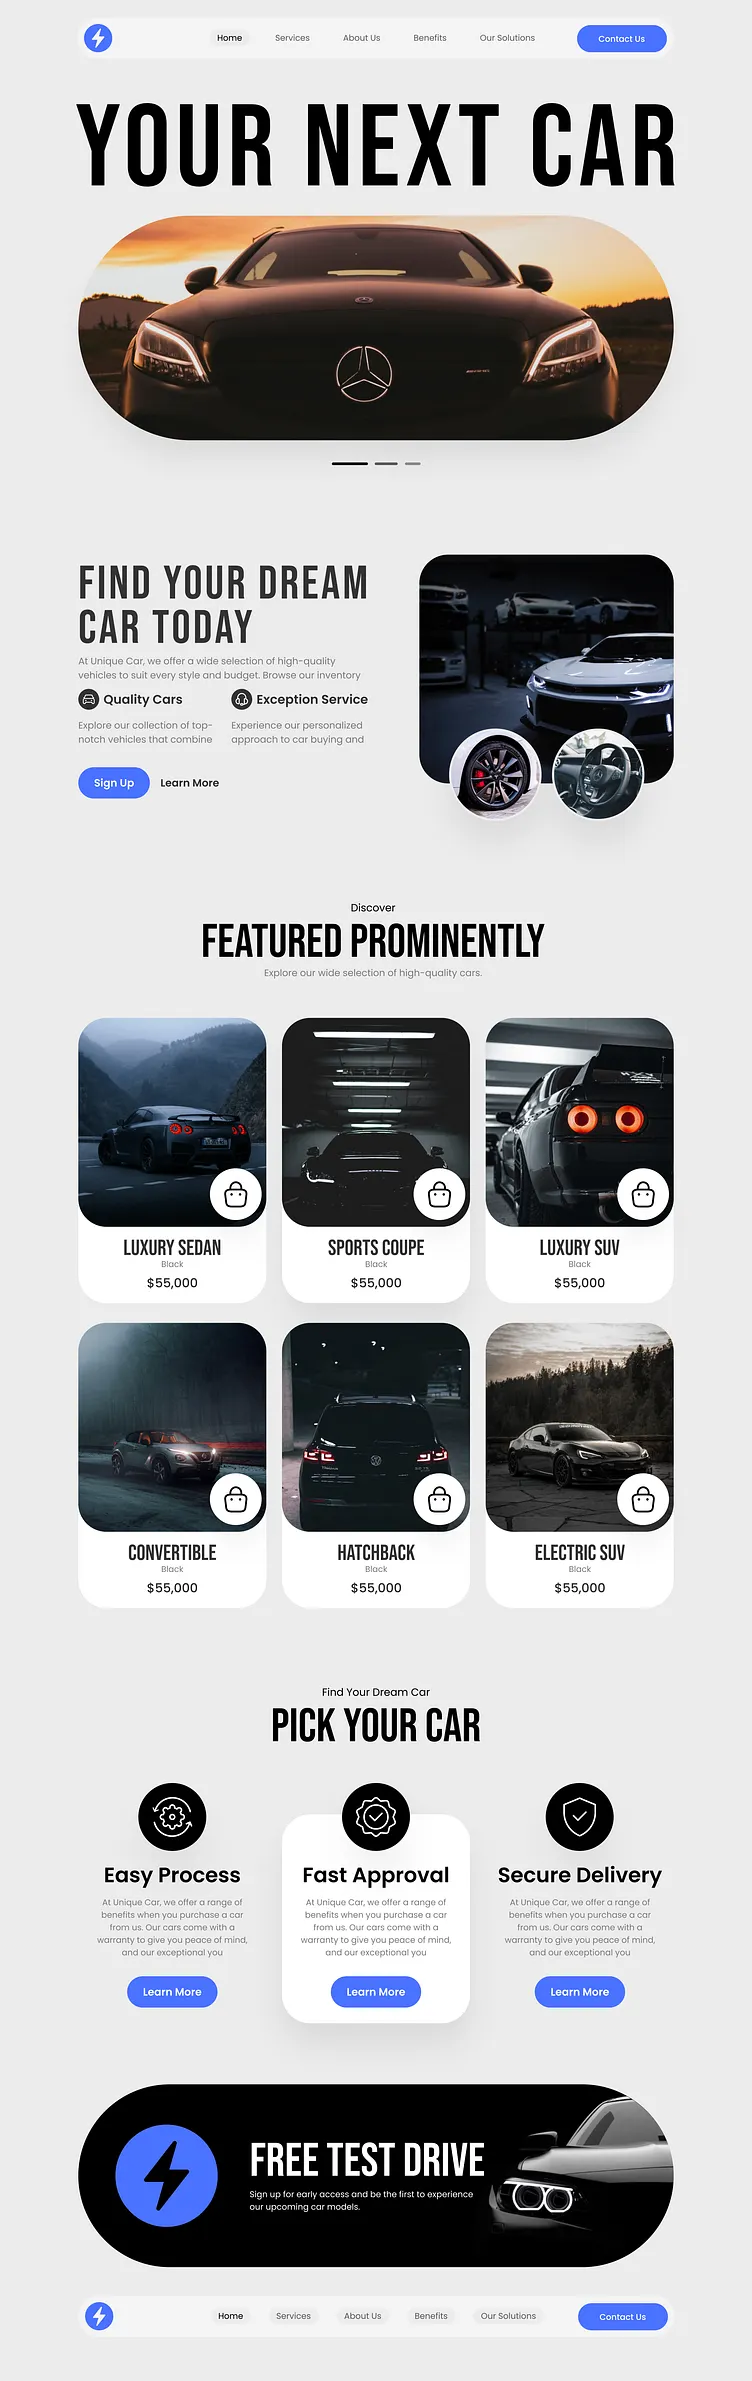 Home Services About Us Benefits Our Solutions Contact Us
YOUR NEXT CAR
FIND YOUR DREAM
CAR TODAY
At Unique Car, we offer a wide selection of high-quality
vehicles to suit every style and budget. Browse our inventory
Quality Cars
Explore our collection of top-
notch vehicles that combine
Exception Service
Experience our personalized
approach to car buying and
Sign Up Learn More
Discover
FEATURED PROMINENTLY
Explore our wide selection of high-quality cars.
LUXURY SEDAN
Black
$55,000
SPORTS COUPE
Black
$55,000
LUXURY SUV
Black
$55,000
CONVERTIBLE
Black
$55,000
HATCHBACK
Black
$55,000
ELECTRIC SUV
Black
$55,000
Find Your Dream Car
PICK YOUR CAR
Easy Process
At Unique Car, we offer a range of
benefits when you purchase a car
from us. Our cars come with a
warranty to give you peace of mind,
and our exceptional you
Learn More
Fast Approval
At Unique Car, we offer a range of
benefits when you purchase a car
from us. Our cars come with a
warranty to give you peace of mind,
and our exceptional you
Learn More
Secure Delivery
At Unique Car, we offer a range of
benefits when you purchase a car
from us. Our cars come with a
warranty to give you peace of mind,
and our exceptional you
Learn More
FREE TEST DRIVE
Sign up for early access and be the first to experience
our upcoming car models.
Home Services About Us Benefits Our Solutions Contact Us